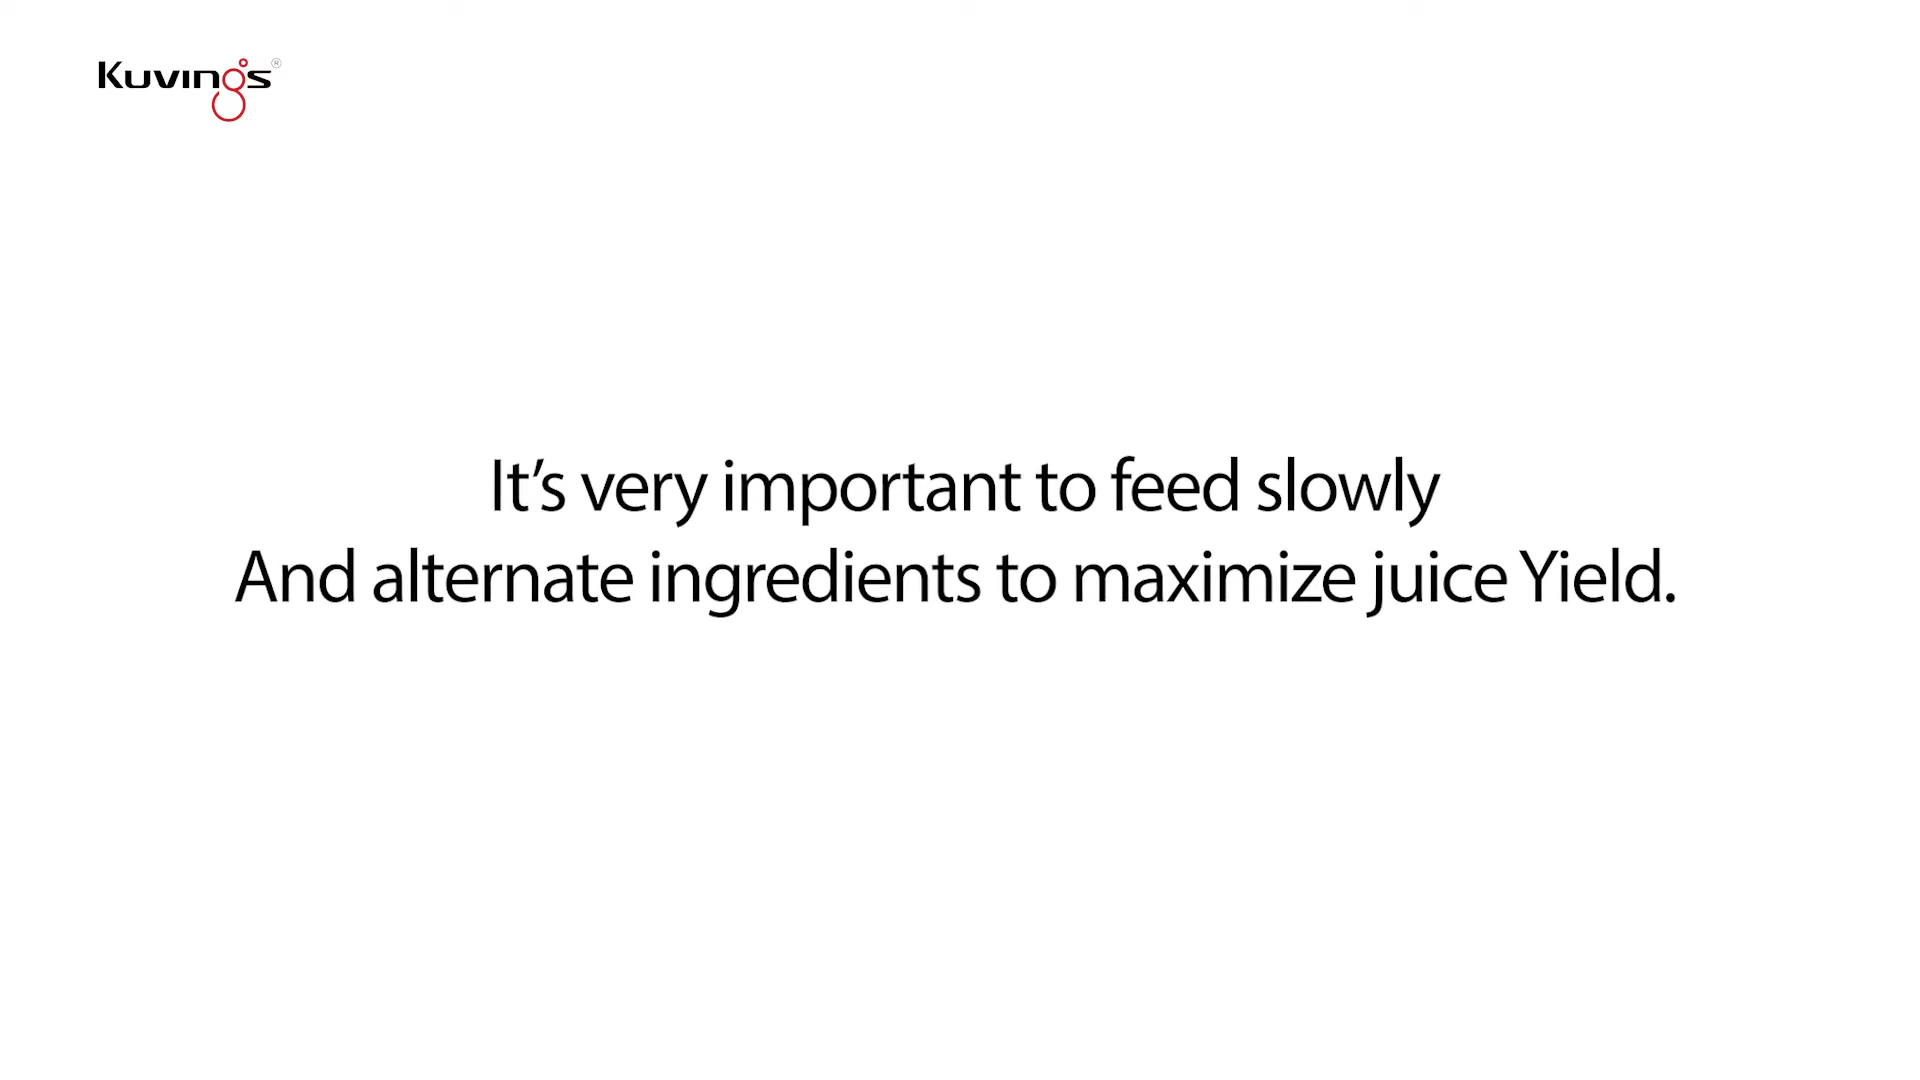 Kuvings®
It’s very important to feed slowly
And alternate ingredients to maximize juice Yield.